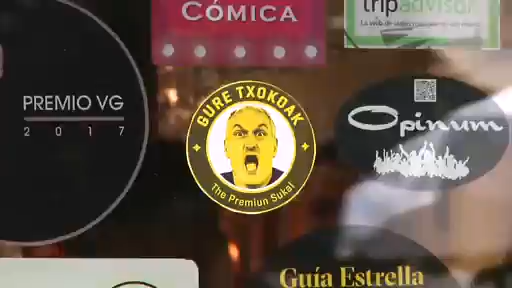 CÓMICA
tripadvisor
PREMIO VG
2017
GURE TXOKOAK
The Premiun Sukal
Opinum
Guía Estrella